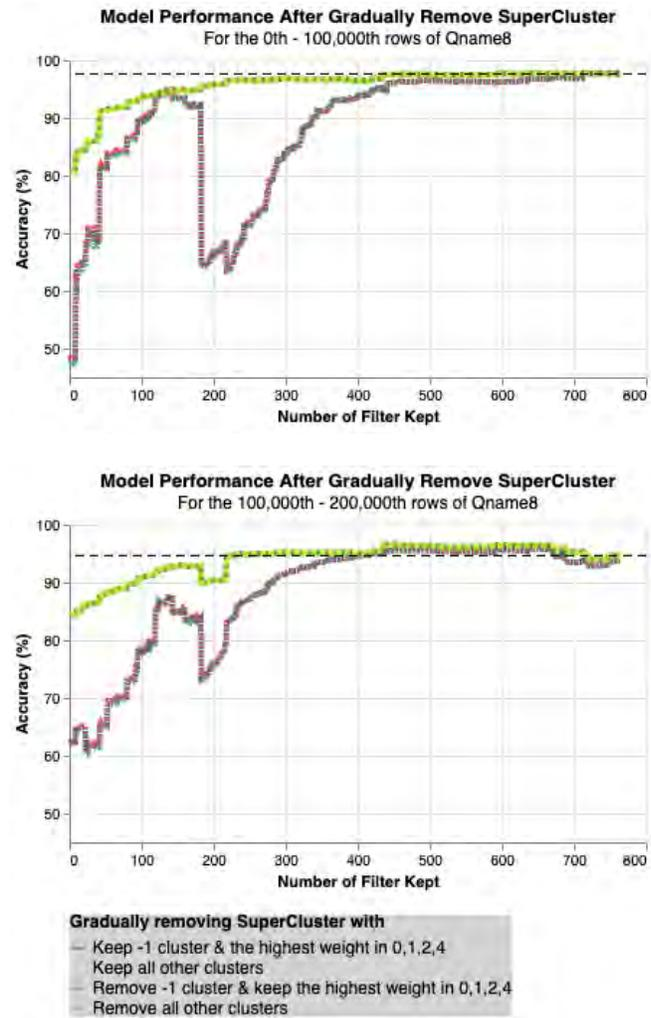 Model Performance After Gradually Remove SuperCluster
For the 0th - 100,000th rows of Qname8
100
90
80
70
60
50
Accuracy (%)
0 100 200 300 400 500 600 700 800
Number of Filter Kept
Model Performance After Gradually Remove SuperCluster
For the 100,000th - 200,000th rows of Qname8
100
90
80
70
60
50
Accuracy (%)
0 100 200 300 400 500 600 700 800
Number of Filter Kept
Gradually removing SuperCluster with
Keep -1 cluster & the highest weight in 0,1,2,4
Keep all other clusters
Remove -1 cluster & keep the highest weight in 0,1,2,4
Remove all other clusters